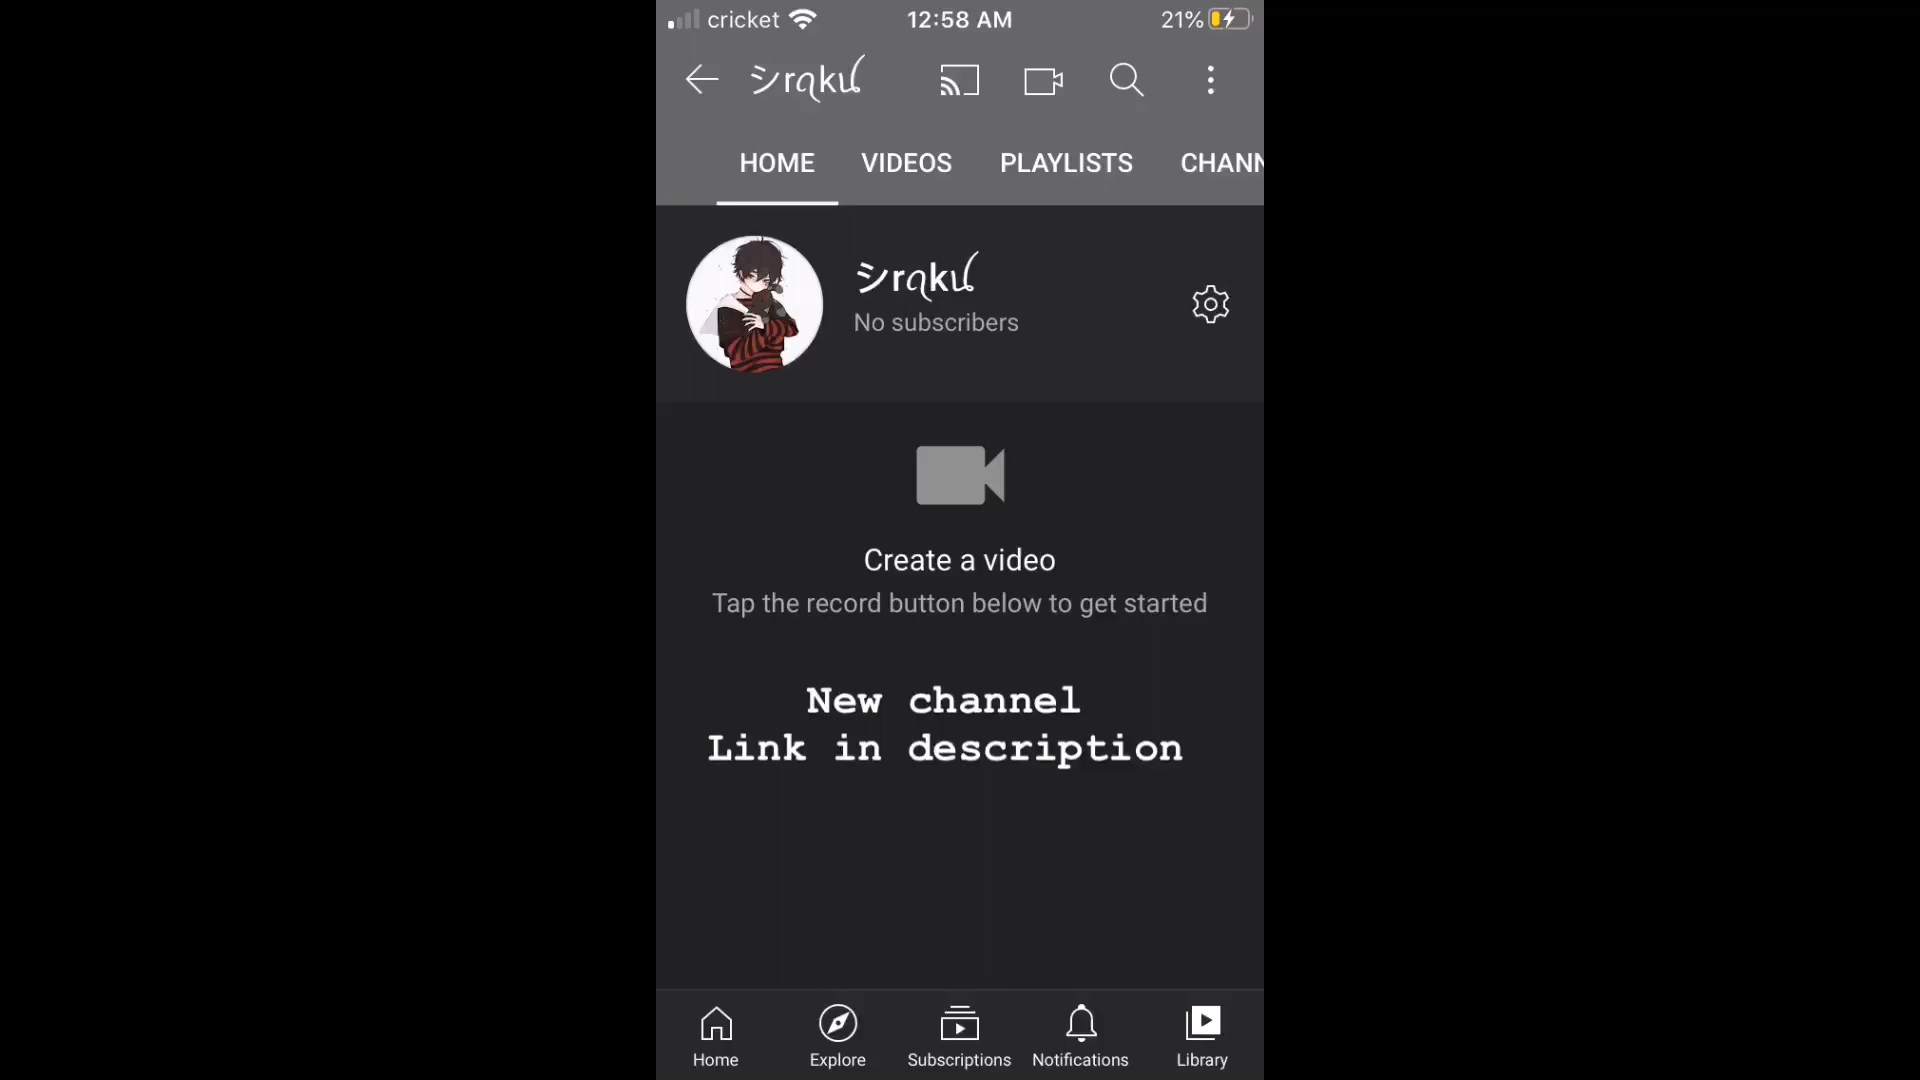 cricket 12:58 AM 21%
シrqku
HOME VIDEOS PLAYLISTS CHANN
シrqku
No subscribers
Create a video
Tap the record button below to get started
New channel
Link in description
Home Explore Subscriptions Notifications Library